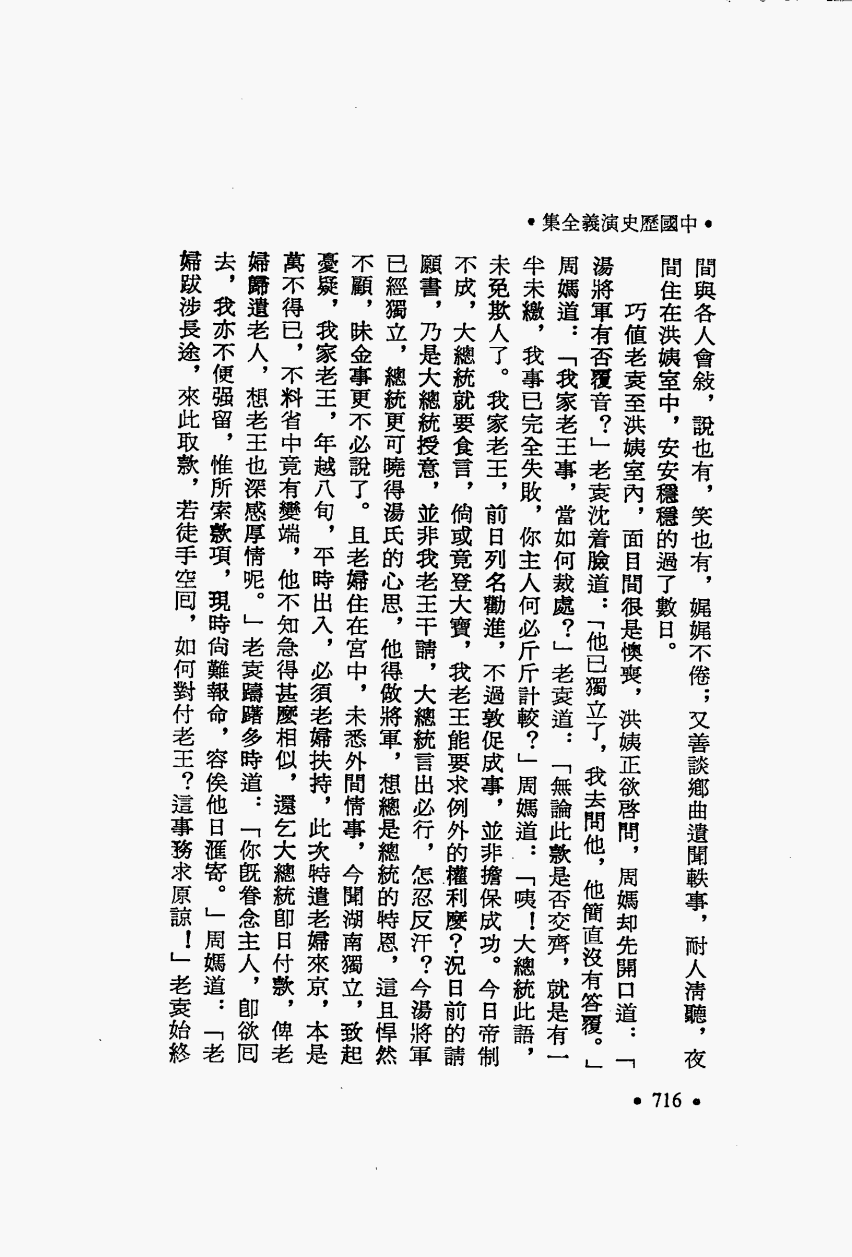 •中國歷史演義全集•
間與各人會敍，說也有，笑也有，娓娓不倦；又善談鄉曲遺聞軼事，耐人清聽，夜
間住在洪姨室中，安安穩穩的過了數日。
巧值老袁至洪姨室內，面目間很是懊喪，洪姨正欲啓問，周媽却先開口道：「
湯將軍有否覆音？」老袁沈着臉道：「他已獨立了，我去問他，他簡直沒有答覆。」
周媽道：「我家老王事，當如何裁處？」老袁道：「無論此款是否交齊，就是有一
半未繳，我事已完全失敗，你主人何必斤斤計較？」周媽道：「咦！大總統此語，
未免欺人了。我家老王，前日列名勸進，不過敦促成事，並非擔保成功。今日帝制
不成，大總統就要食言，倘或竟登大寶，我老王能要求例外的權利麼？況日前的請
願書，乃是大總統授意，並非我老王干請，大總統言出必行，怎忍反汗？今湯將軍
已經獨立，總統更可曉得湯氏的心思，他得做將軍，想總是總統的特恩，這且悍然
不顧，昧金事更不必說了。且老婦住在宮中，未悉外間情事，今聞湖南獨立，致起
憂疑，我家老王，年越八旬，平時出入，必須老婦扶持，此次特遣老婦來京，本是
萬不得已，不料省中竟有變端，他不知急得甚麼相似，還乞大總統卽日付款，俾老
婦歸遺老人，想老王也深感厚情呢。」老袁躊躇多時道：「你旣眷念主人，卽欲囘
去，我亦不便强留，惟所索款項，現時尙難報命，容俟他日滙寄。」周媽道：「老
婦跋涉長途，來此取款，若徒手空囘，如何對付老王？這事務求原諒！」老袁始終
•716•